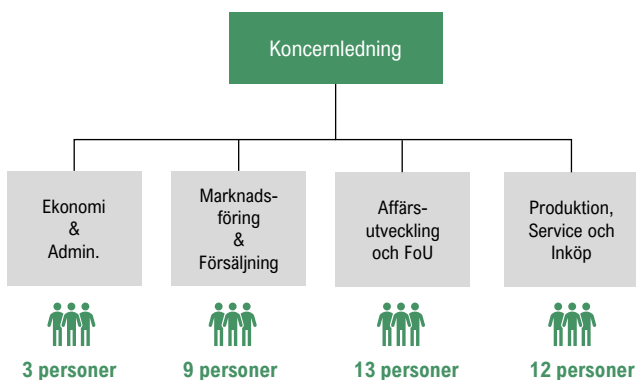 Koncernledning
Ekonomi
&
Admin.
Marknads-
föring
&
Försäljning
Affärs-
utveckling
och FoU
Produktion,
Service och
Inköp
3 personer
9 personer
13 personer
12 personer